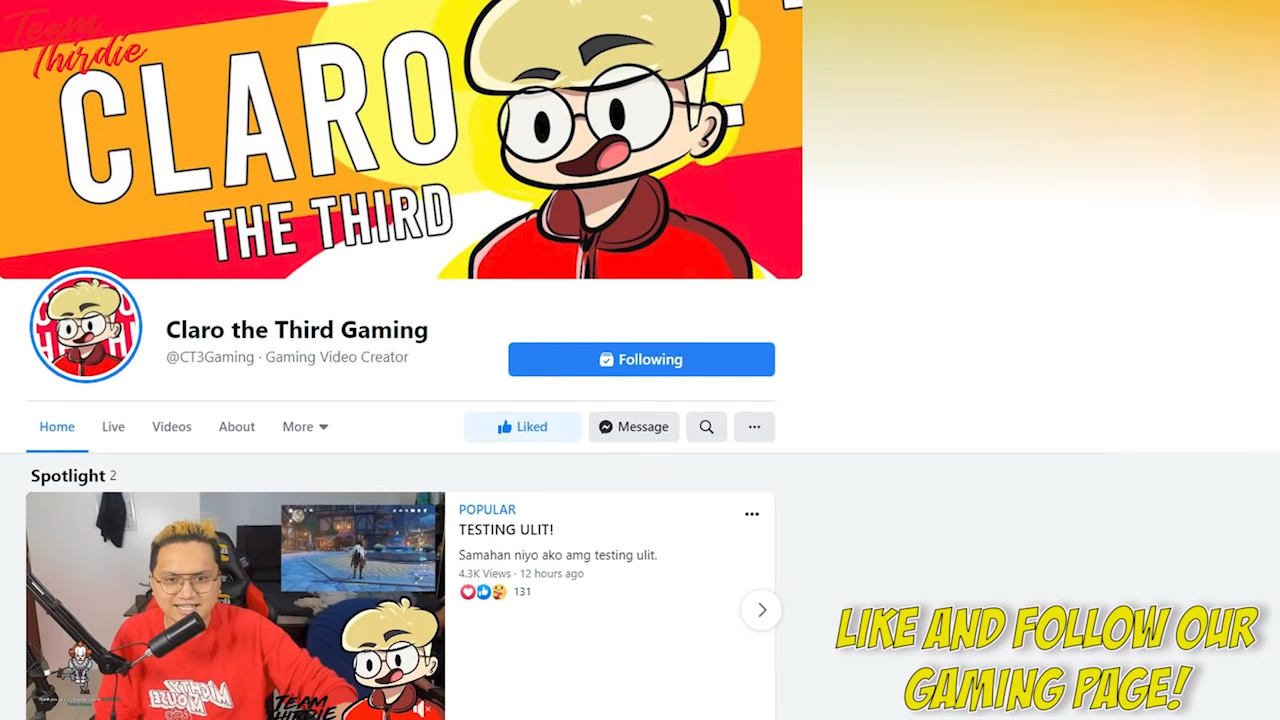 Team
Thirdie
CLARO
THE THIRD
Claro the Third Gaming
@CT3Gaming · Gaming Video Creator
Following
Home
Live
Videos
About
More
Liked
Message
Spotlight 2
POPULAR
TESTING ULIT!
Samahan niyo ako amg testing ulit.
4.3K Views · 12 hours ago
131
MIGHTY
MOUSE
TEAM
THIRDIE
LIKE AND FOLLOW OUR
GAMING PAGE!